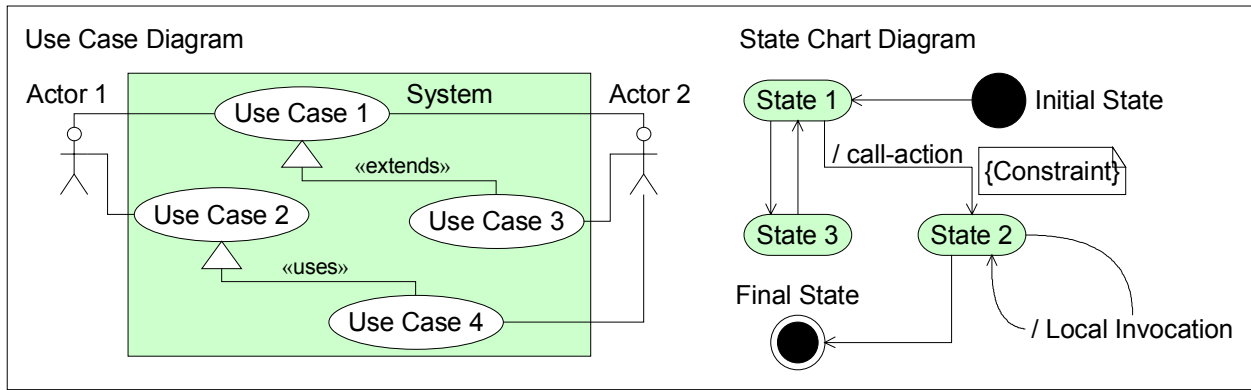 Use Case Diagram
Actor 1
System
Actor 2
Use Case 1
«extends»
Use Case 2
Use Case 3
«uses»
Use Case 4
State Chart Diagram
State 1
Initial State
/ call-action
{Constraint}
State 3
State 2
Final State
/ Local Invocation